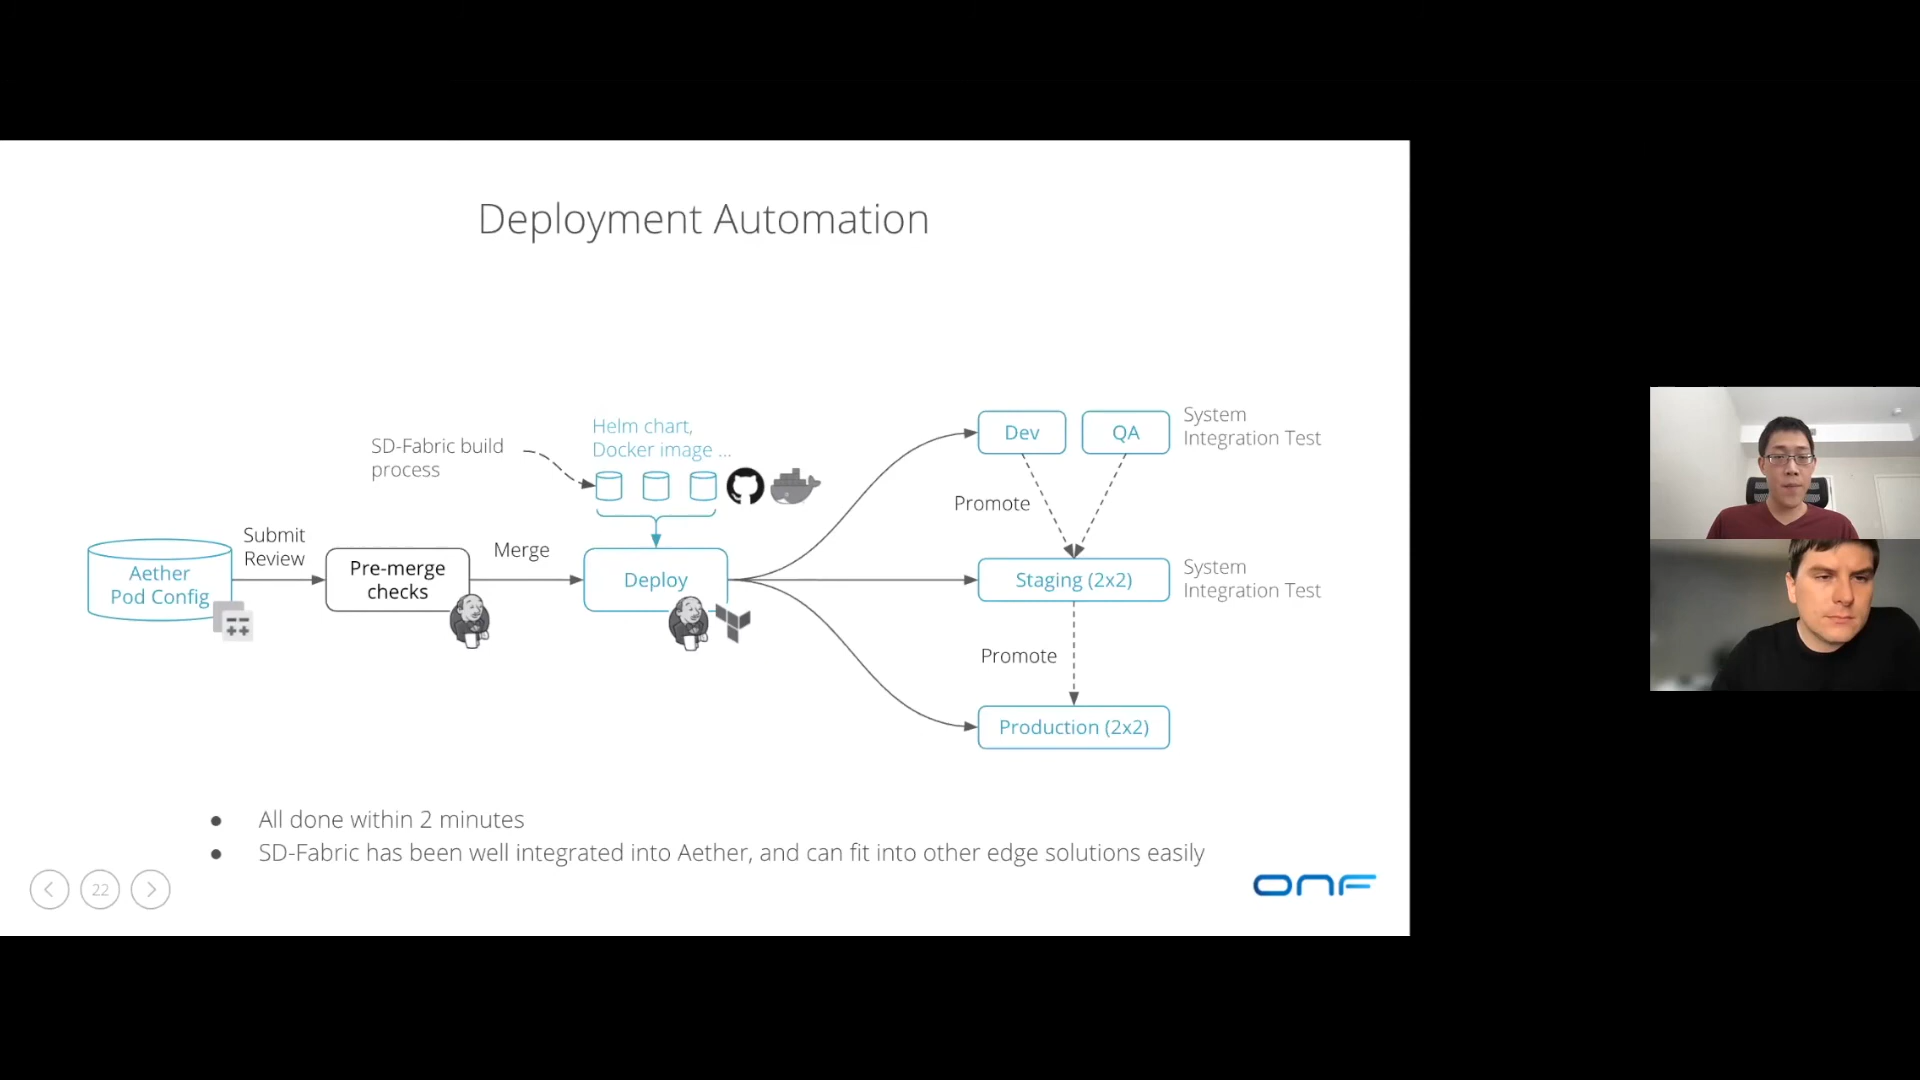 Deployment Automation
SD-Fabric build
process
Helm chart,
Docker image ...
Dev
QA
System
Integration Test
Promote
Submit
Review
Merge
Aether
Pod Config
Pre-merge
checks
Deploy
Staging (2x2)
System
Integration Test
Promote
Production (2x2)
● All done within 2 minutes
● SD-Fabric has been well integrated into Aether, and can fit into other edge solutions easily
22
ONF